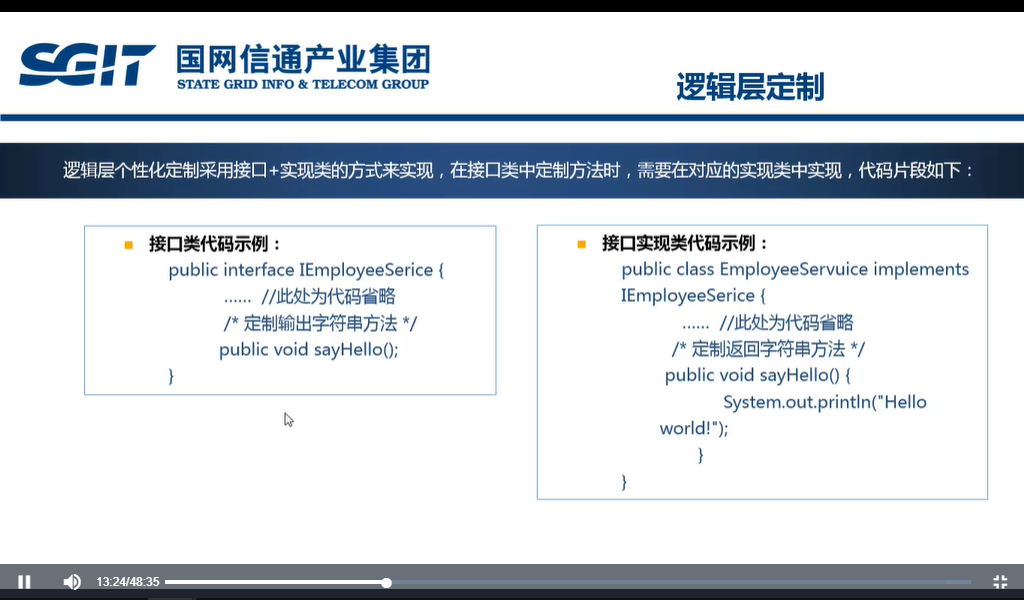 SGIT 国网信通产业集团
STATE GRID INFO & TELECOM GROUP
逻辑层定制
逻辑层个性化定制采用接口+实现类的方式来实现，在接口类中定制方法时，需要在对应的实现类中实现，代码片段如下：
接口类代码示例：
public interface IEmployeeSerice {
...... //此处为代码省略
/* 定制输出字符串方法 */
public void sayHello();
}
接口实现类代码示例：
public class EmployeeServuice implements
IEmployeeSerice {
...... //此处为代码省略
/* 定制返回字符串方法 */
public void sayHello() {
System.out.println("Hello
world!");
}
}
13:24/48:35